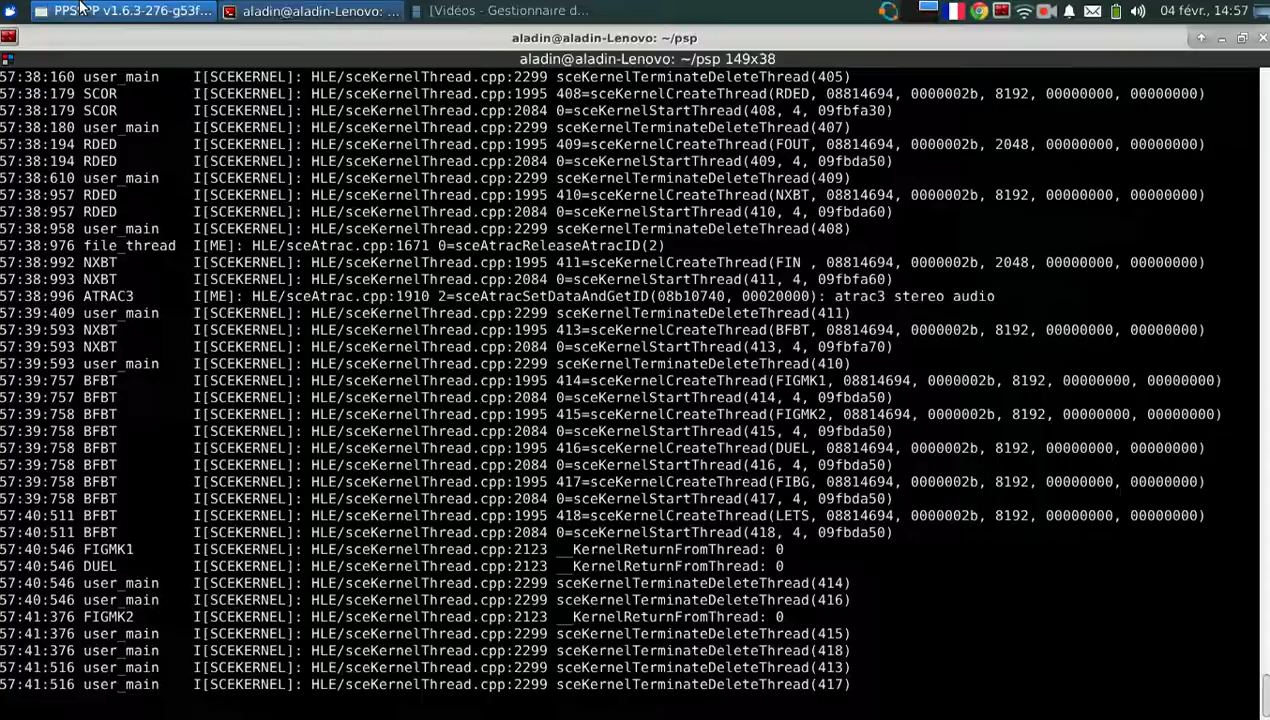 PPSSPP v1.6.3-276-g53f... aladin@aladin-Lenovo: ... [Vidéos - Gestionnaire d... 04 févr, 14:57
aladin@aladin-Lenovo: ~/psp
aladin@aladin-Lenovo: ~/psp 149x38
57:38:160 user_main I[SCEKERNEL]: HLE/sceKernelThread.cpp:2299 sceKernelTerminateDeleteThread(405)
57:38:179 SCOR I[SCEKERNEL]: HLE/sceKernelThread.cpp:1995 408=sceKernelCreateThread(RDED, 08814694, 0000002b, 8192, 00000000, 00000000)
57:38:179 SCOR I[SCEKERNEL]: HLE/sceKernelThread.cpp:2084 0=sceKernelStartThread(408, 4, 09fbfa30)
57:38:180 user_main I[SCEKERNEL]: HLE/sceKernelThread.cpp:2299 sceKernelTerminateDeleteThread(407)
57:38:194 RDED I[SCEKERNEL]: HLE/sceKernelThread.cpp:1995 409=sceKernelCreateThread(FOUT, 08814694, 0000002b, 2048, 00000000, 00000000)
57:38:194 RDED I[SCEKERNEL]: HLE/sceKernelThread.cpp:2084 0=sceKernelStartThread(409, 4, 09fbda50)
57:38:610 user_main I[SCEKERNEL]: HLE/sceKernelThread.cpp:2299 sceKernelTerminateDeleteThread(409)
57:38:957 RDED I[SCEKERNEL]: HLE/sceKernelThread.cpp:1995 410=sceKernelCreateThread(NXBT, 08814694, 0000002b, 8192, 00000000, 00000000)
57:38:957 RDED I[SCEKERNEL]: HLE/sceKernelThread.cpp:2084 0=sceKernelStartThread(410, 4, 09fbda60)
57:38:958 user_main I[SCEKERNEL]: HLE/sceKernelThread.cpp:2299 sceKernelTerminateDeleteThread(408)
57:38:976 file_thread I[ME]: HLE/sceAtrac.cpp:1671 0=sceAtracReleaseAtracID(2)
57:38:992 NXBT I[SCEKERNEL]: HLE/sceKernelThread.cpp:1995 411=sceKernelCreateThread(FIN , 08814694, 0000002b, 2048, 00000000, 00000000)
57:38:993 NXBT I[SCEKERNEL]: HLE/sceKernelThread.cpp:2084 0=sceKernelStartThread(411, 4, 09fbfa60)
57:38:996 ATRAC3 I[ME]: HLE/sceAtrac.cpp:1910 2=sceAtracSetDataAndGetID(08b10740, 00020000): atrac3 stereo audio
57:39:409 user_main I[SCEKERNEL]: HLE/sceKernelThread.cpp:2299 sceKernelTerminateDeleteThread(411)
57:39:593 NXBT I[SCEKERNEL]: HLE/sceKernelThread.cpp:1995 413=sceKernelCreateThread(BFBT, 08814694, 0000002b, 8192, 00000000, 00000000)
57:39:593 NXBT I[SCEKERNEL]: HLE/sceKernelThread.cpp:2084 0=sceKernelStartThread(413, 4, 09fbfa70)
57:39:593 user_main I[SCEKERNEL]: HLE/sceKernelThread.cpp:2299 sceKernelTerminateDeleteThread(410)
57:39:757 BFBT I[SCEKERNEL]: HLE/sceKernelThread.cpp:1995 414=sceKernelCreateThread(FIGMK1, 08814694, 0000002b, 8192, 00000000, 00000000)
57:39:757 BFBT I[SCEKERNEL]: HLE/sceKernelThread.cpp:2084 0=sceKernelStartThread(414, 4, 09fbda50)
57:39:758 BFBT I[SCEKERNEL]: HLE/sceKernelThread.cpp:1995 415=sceKernelCreateThread(FIGMK2, 08814694, 0000002b, 8192, 00000000, 00000000)
57:39:758 BFBT I[SCEKERNEL]: HLE/sceKernelThread.cpp:2084 0=sceKernelStartThread(415, 4, 09fbda50)
57:39:758 BFBT I[SCEKERNEL]: HLE/sceKernelThread.cpp:1995 416=sceKernelCreateThread(DUEL, 08814694, 0000002b, 8192, 00000000, 00000000)
57:39:758 BFBT I[SCEKERNEL]: HLE/sceKernelThread.cpp:2084 0=sceKernelStartThread(416, 4, 09fbda50)
57:39:758 BFBT I[SCEKERNEL]: HLE/sceKernelThread.cpp:1995 417=sceKernelCreateThread(FIBG, 08814694, 0000002b, 8192, 00000000, 00000000)
57:39:758 BFBT I[SCEKERNEL]: HLE/sceKernelThread.cpp:2084 0=sceKernelStartThread(417, 4, 09fbda50)
57:40:511 BFBT I[SCEKERNEL]: HLE/sceKernelThread.cpp:1995 418=sceKernelCreateThread(LETS, 08814694, 0000002b, 8192, 00000000, 00000000)
57:40:511 BFBT I[SCEKERNEL]: HLE/sceKernelThread.cpp:2084 0=sceKernelStartThread(418, 4, 09fbda50)
57:40:546 FIGMK1 I[SCEKERNEL]: HLE/sceKernelThread.cpp:2123 __KernelReturnFromThread: 0
57:40:546 DUEL I[SCEKERNEL]: HLE/sceKernelThread.cpp:2123 __KernelReturnFromThread: 0
57:40:546 user_main I[SCEKERNEL]: HLE/sceKernelThread.cpp:2299 sceKernelTerminateDeleteThread(414)
57:40:546 user_main I[SCEKERNEL]: HLE/sceKernelThread.cpp:2299 sceKernelTerminateDeleteThread(416)
57:41:376 FIGMK2 I[SCEKERNEL]: HLE/sceKernelThread.cpp:2123 __KernelReturnFromThread: 0
57:41:376 user_main I[SCEKERNEL]: HLE/sceKernelThread.cpp:2299 sceKernelTerminateDeleteThread(415)
57:41:376 user_main I[SCEKERNEL]: HLE/sceKernelThread.cpp:2299 sceKernelTerminateDeleteThread(418)
57:41:516 user_main I[SCEKERNEL]: HLE/sceKernelThread.cpp:2299 sceKernelTerminateDeleteThread(413)
57:41:516 user_main I[SCEKERNEL]: HLE/sceKernelThread.cpp:2299 sceKernelTerminateDeleteThread(417)